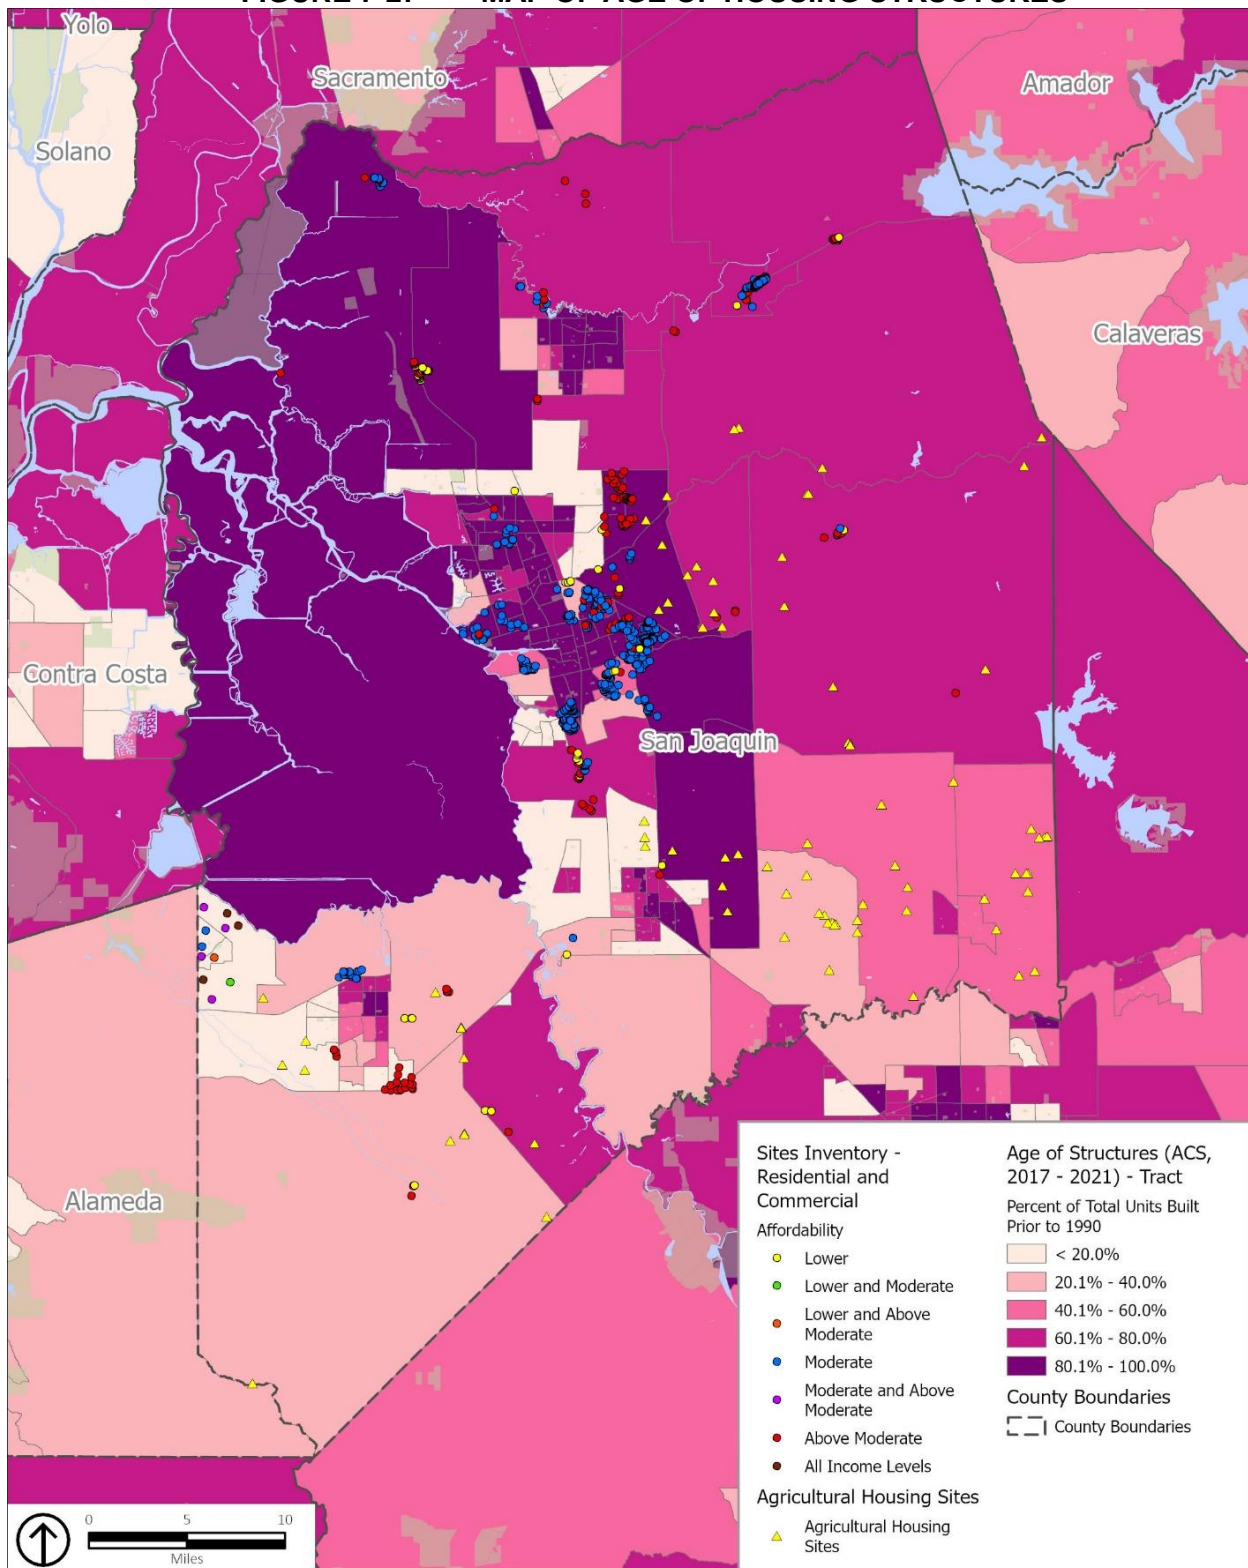 Yolo
Sacramento
Amador
Solano
Calaveras
Contra Costa
San Joaquin
Alameda
Sites Inventory -
Residential and
Commercial
Affordability
Lower
Lower and Moderate
Lower and Above
Moderate
Moderate
Moderate and Above
Moderate
Above Moderate
All Income Levels
Agricultural Housing Sites
Agricultural Housing
Sites
Age of Structures (ACS,
2017 - 2021) - Tract
Percent of Total Units Built
Prior to 1990
< 20.0%
20.1% - 40.0%
40.1% - 60.0%
60.1% - 80.0%
80.1% - 100.0%
County Boundaries
County Boundaries
0 5 10
Miles